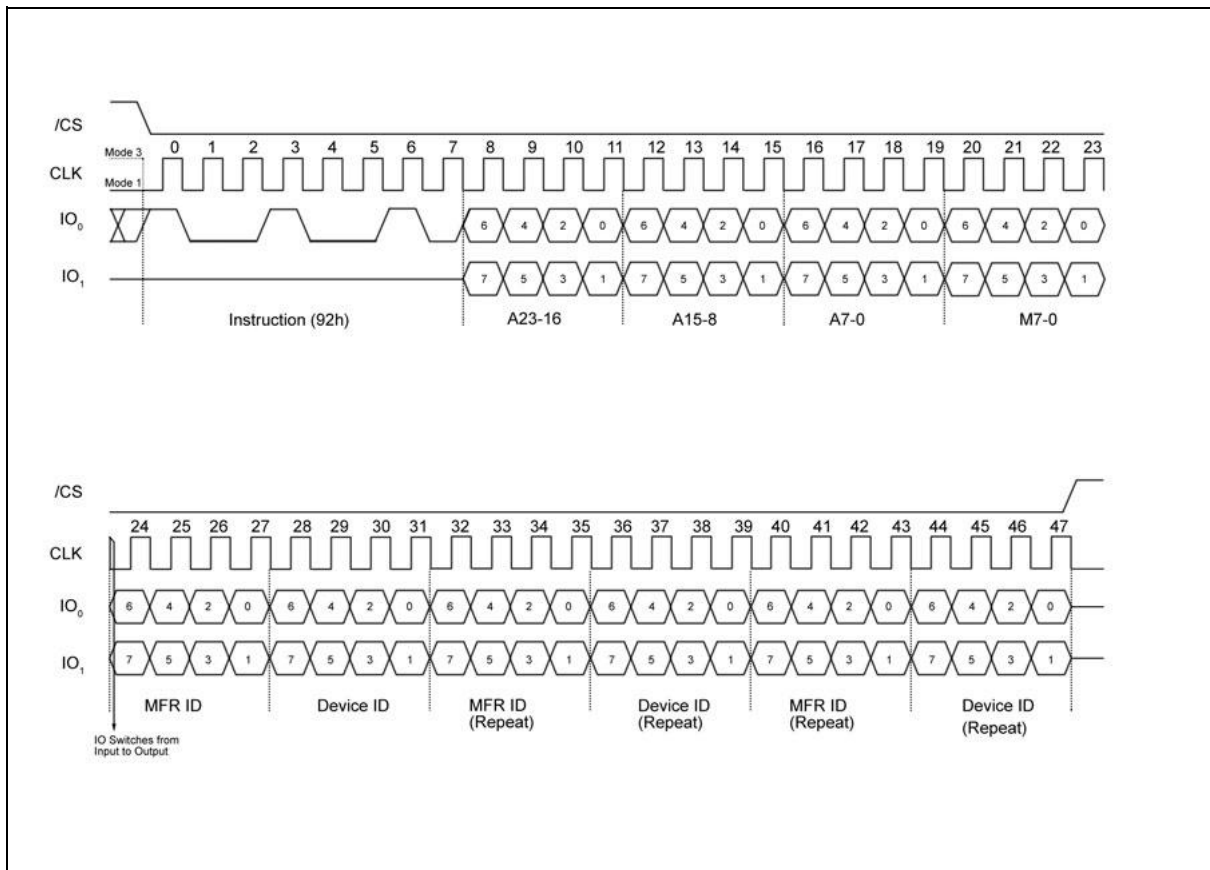 /CS
0 1 2 3 4 5 6 7 8 9 10 11 12 13 14 15 16 17 18 19 20 21 22 23
Mode 3
CLK
Mode 1
IO0 6 4 2 0 6 4 2 0 6 4 2 0 6 4 2 0
IO1 7 5 3 1 7 5 3 1 7 5 3 1 7 5 3 1
Instruction (92h) A23-16 A15-8 A7-0 M7-0
/CS
24 25 26 27 28 29 30 31 32 33 34 35 36 37 38 39 40 41 42 43 44 45 46 47
CLK
IO0 6 4 2 0 6 4 2 0 6 4 2 0 6 4 2 0 6 4 2 0 6 4 2 0
IO1 7 5 3 1 7 5 3 1 7 5 3 1 7 5 3 1 7 5 3 1 7 5 3 1
MFR ID Device ID MFR ID Device ID MFR ID Device ID
(Repeat) (Repeat) (Repeat) (Repeat)
IO Switches from
Input to Output